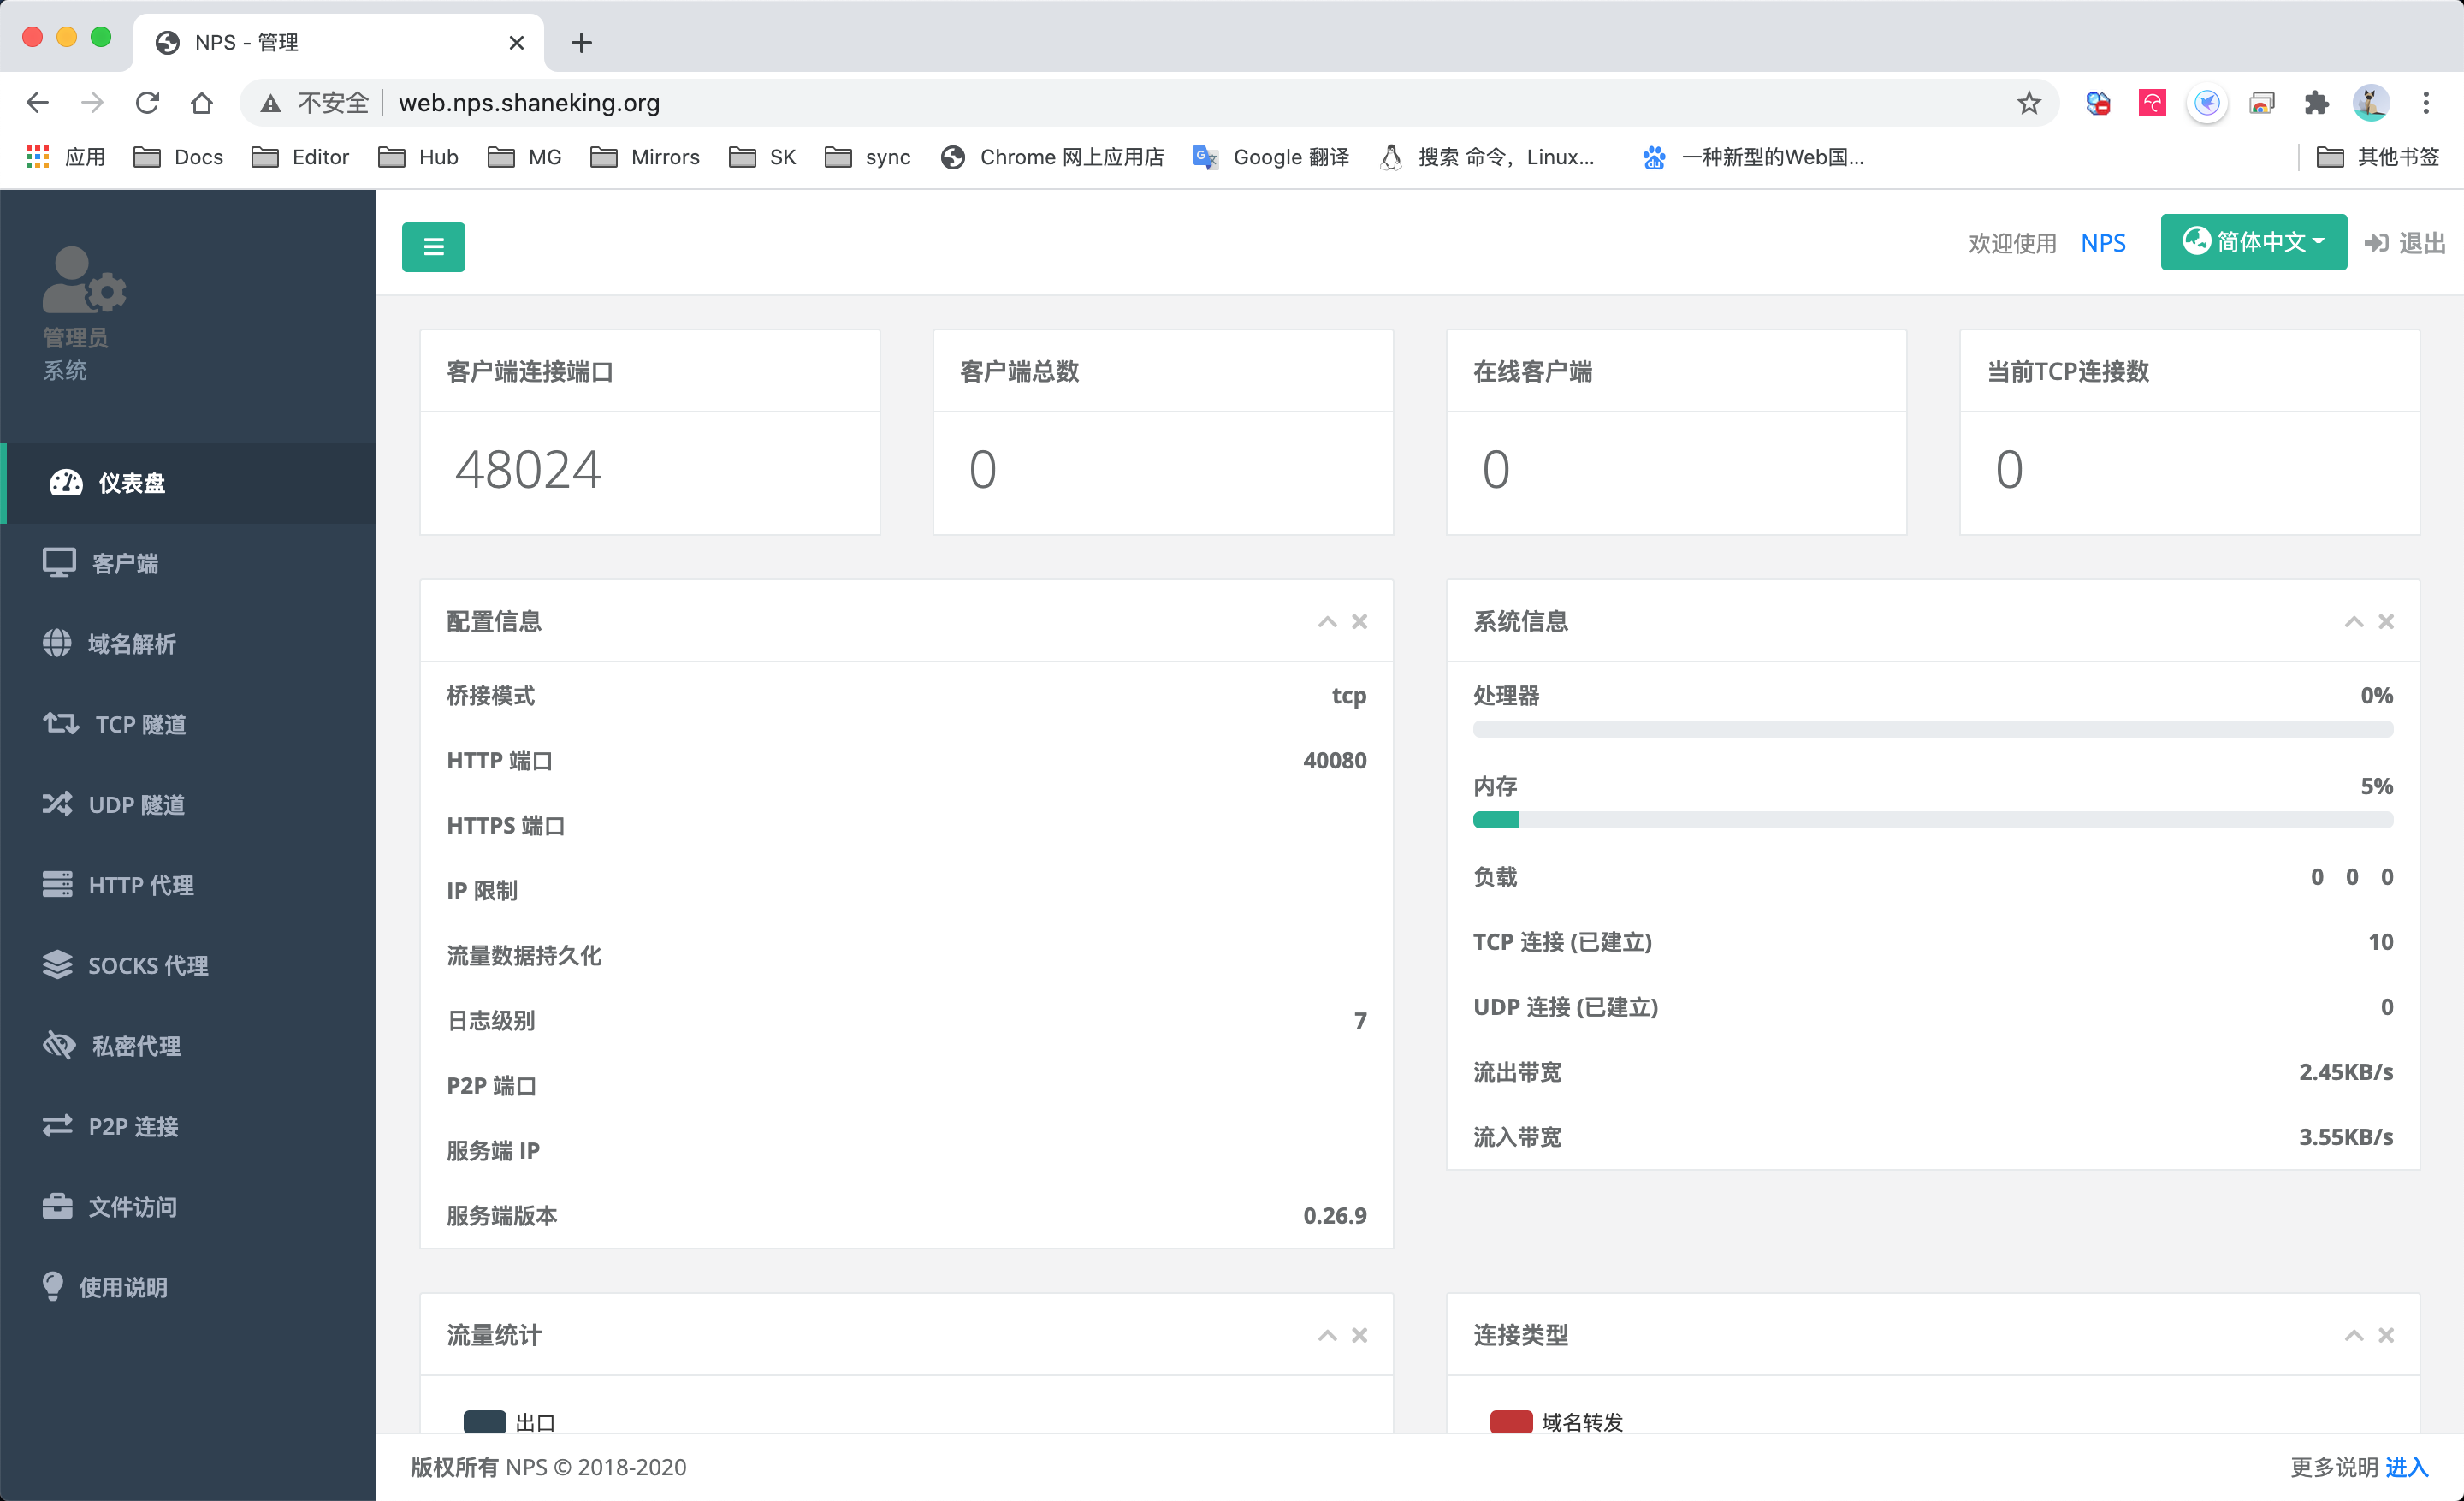 NPS - 管理
不安全 web.nps.shaneking.org
应用 Docs Editor Hub MG Mirrors SK sync Chrome 网上应用店 Google 翻译 搜索 命令，Linux... 一种新型的Web国... 其他书签
欢迎使用 NPS 简体中文 退出
管理员
系统
仪表盘
客户端
域名解析
TCP 隧道
UDP 隧道
HTTP 代理
SOCKS 代理
私密代理
P2P 连接
文件访问
使用说明
客户端连接端口
48024
客户端总数
0
在线客户端
0
当前TCP连接数
0
配置信息
桥接模式 tcp
HTTP 端口 40080
HTTPS 端口
IP 限制
流量数据持久化
日志级别 7
P2P 端口
服务端 IP
服务端版本 0.26.9
系统信息
处理器 0%
内存 5%
负载 0 0 0
TCP 连接 (已建立) 10
UDP 连接 (已建立) 0
流出带宽 2.45KB/s
流入带宽 3.55KB/s
流量统计
出口
连接类型
域名转发
版权所有 NPS © 2018-2020
更多说明 进入